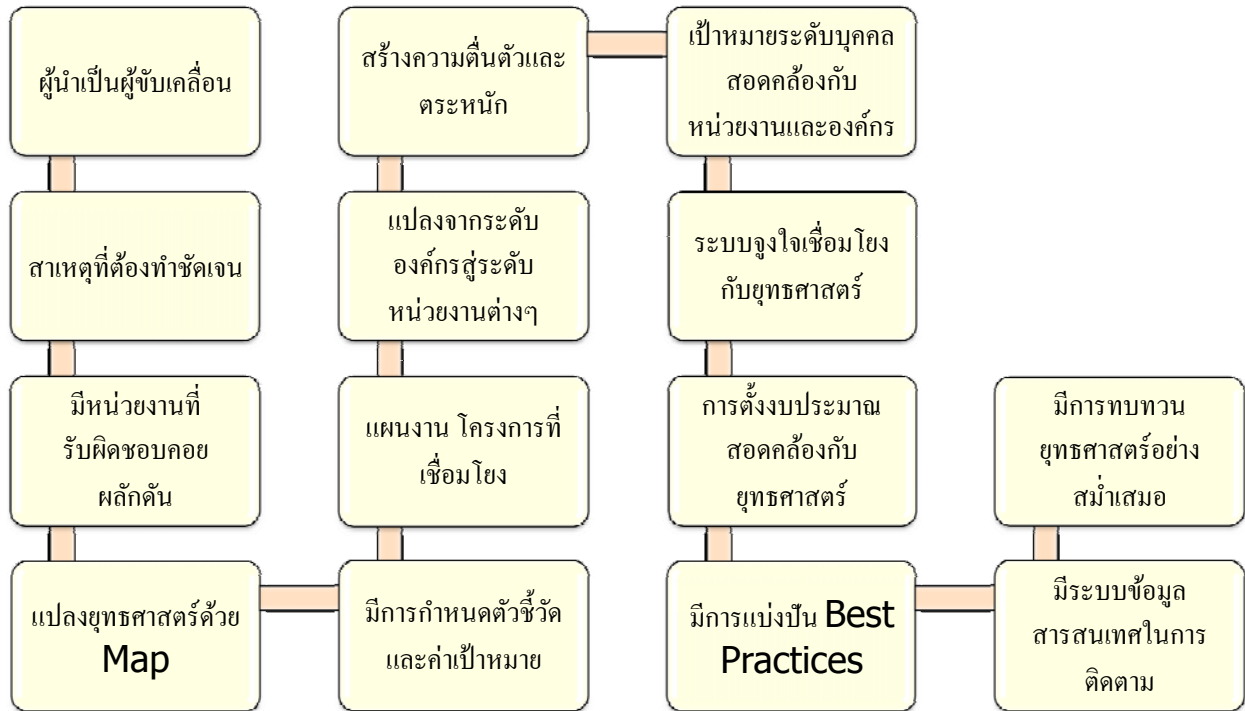 ผู้นำเป็นผู้ขับเคลื่อน
สาเหตุที่ต้องทำชัดเจน
มีหน่วยงานที่
รับผิดชอบคอย
ผลักดัน
แปลงยุทธศาสตร์ด้วย
Map
มีการกำหนดตัวชี้วัด
และค่าเป้าหมาย
แผนงาน โครงการที่
เชื่อมโยง
แปลงจากระดับ
องค์กรสู่ระดับ
หน่วยงานต่างๆ
สร้างความตื่นตัวและ
ตระหนัก
เป้าหมายระดับบุคคล
สอดคล้องกับ
หน่วยงานและองค์กร
ระบบจูงใจเชื่อมโยง
กับยุทธศาสตร์
การตั้งงบประมาณ
สอดคล้องกับ
ยุทธศาสตร์
มีการแบ่งปัน Best
Practices
มีระบบข้อมูล
สารสนเทศในการ
ติดตาม
มีการทบทวน
ยุทธศาสตร์อย่าง
สม่ำเสมอ